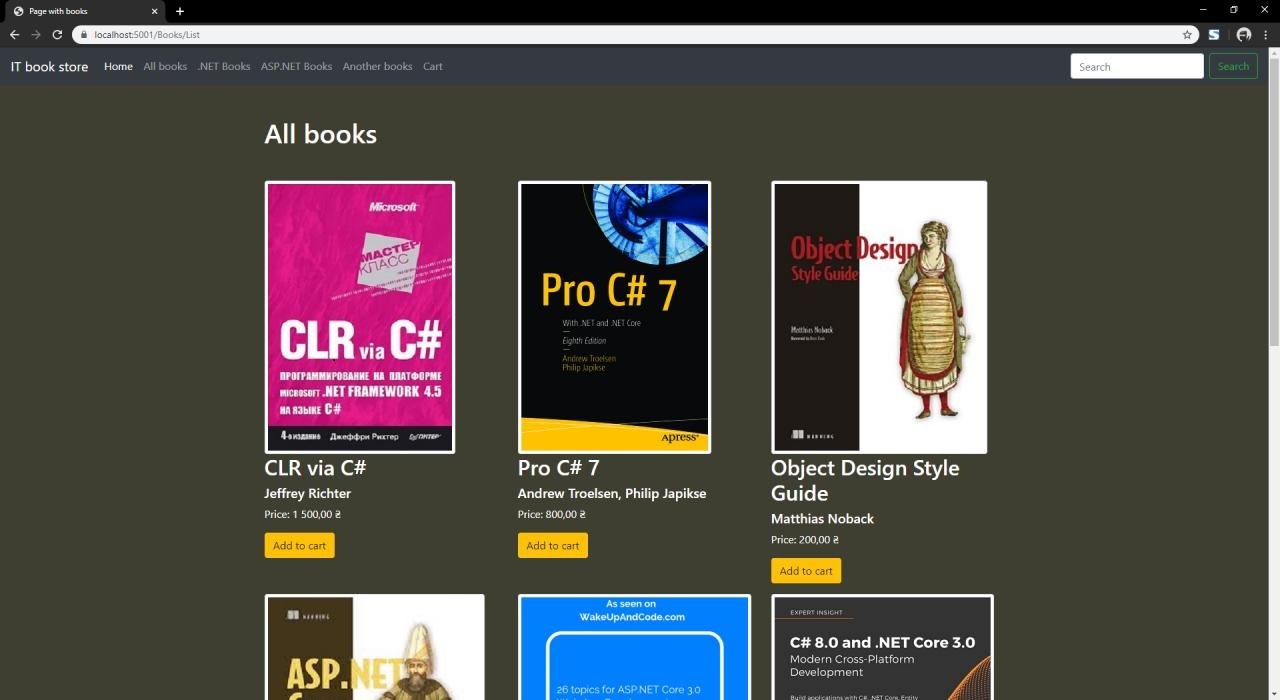 Page with books
localhost:5001/Books/List
IT book store Home All books .NET Books ASP.NET Books Another books Cart Search Search
All books
Microsoft
МАСТЕР
КЛАСС
CLR via C#
ПРОГРАММИРОВАНИЕ НА ПЛАТФОРМЕ
MICROSOFT .NET FRAMEWORK 4.5
НА ЯЗЫКЕ C#
4-е издание Джеффри Рихтер ПИТЕР
CLR via C#
Jeffrey Richter
Price: 1 500,00 ₴
Add to cart
Pro C# 7
With .NET and .NET Core
Eighth Edition
Andrew Troelsen
Philip Japikse
Apress®
Pro C# 7
Andrew Troelsen, Philip Japikse
Price: 800,00 ₴
Add to cart
Object Design
Style Guide
Matthias Noback
MANNING
Object Design Style
Guide
Matthias Noback
Price: 200,00 ₴
Add to cart
MANNING
ASP.NET
As seen on
WakeUpAndCode.com
26 topics for ASP.NET Core 3.0
EXPERT INSIGHT
C# 8.0 and .NET Core 3.0
Modern Cross-Platform
Development
Build applications with C#, .NET Core, Entity